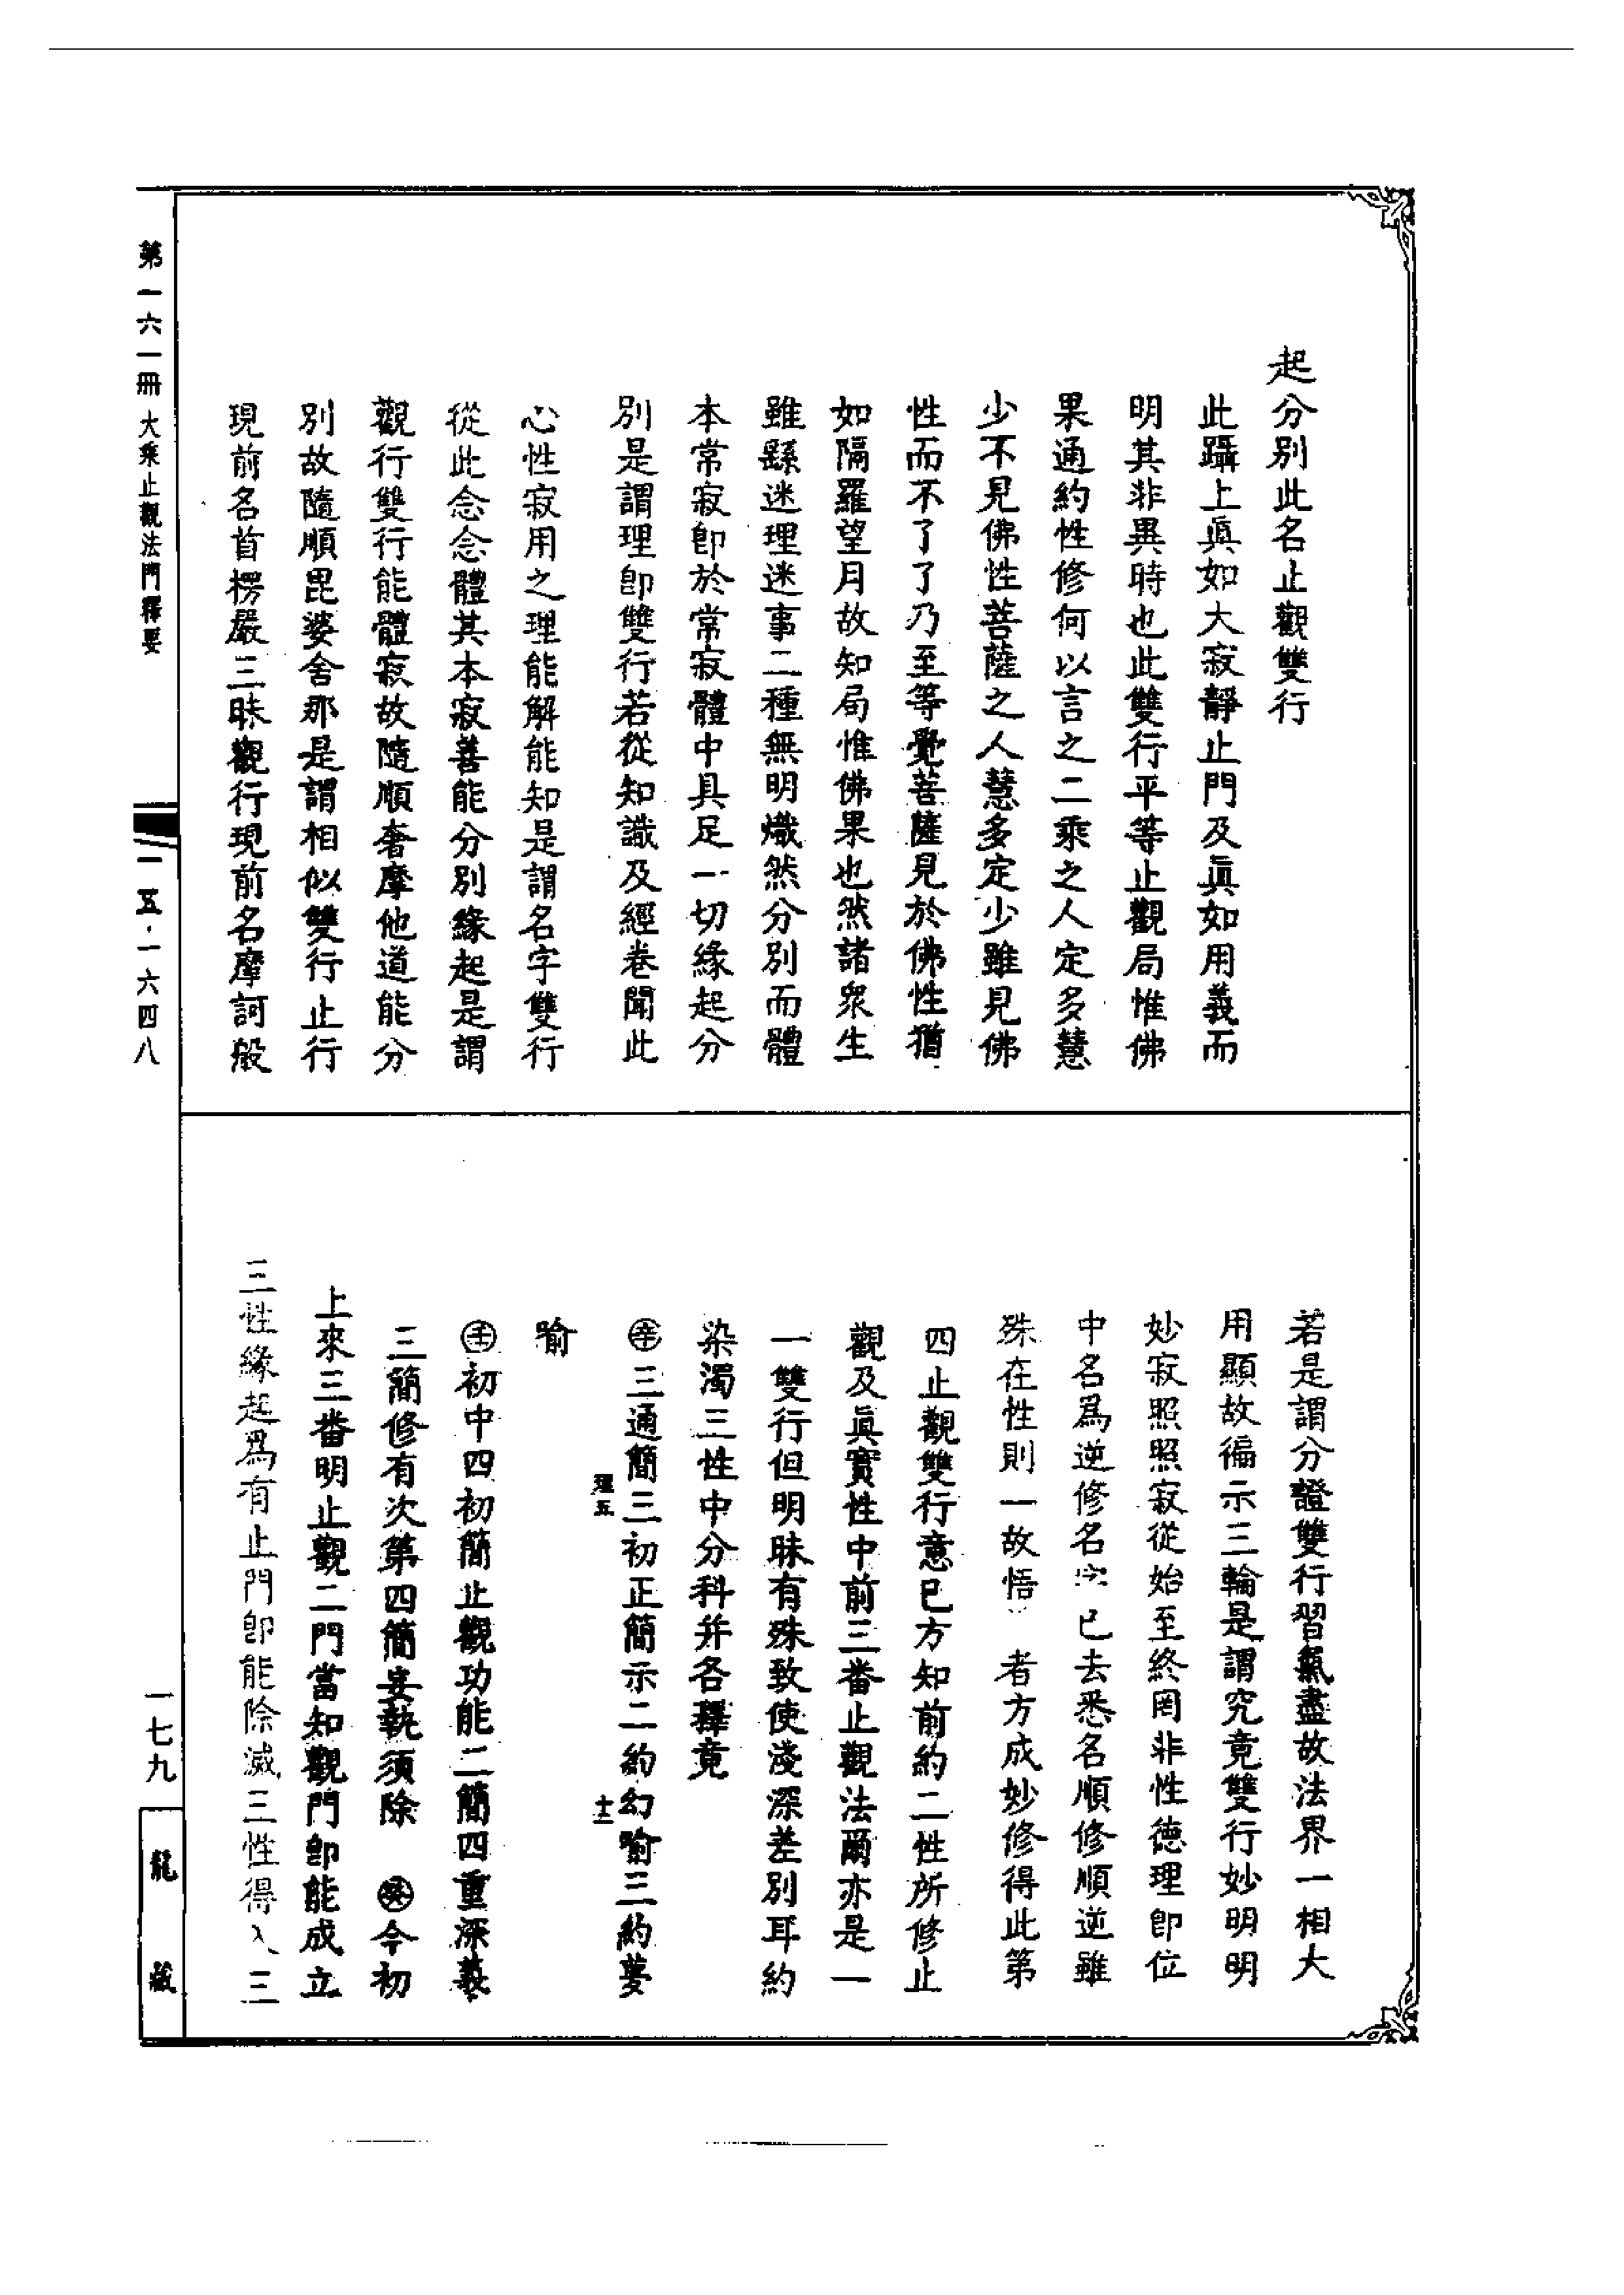 起分別此名止觀雙行
此躡上眞如大寂靜止門及眞如用義而
明其非異時也此雙行平等止觀局惟佛
果通約性修何以言之二乘之人定多慧
少不見佛性菩薩之人慧多定少雖見佛
性而不了了乃至等覺菩薩見於佛性猶
如隔羅望月故知局惟佛果也然諸衆生
雖繇迷理迷事二種無明熾然分別而體
本常寂卽於常寂體中具足一切緣起分
別是謂理卽雙行若從知識及經卷聞此
心性寂用之理能解能知是謂名字雙行
從此念念體其本寂善能分別緣起是謂
觀行雙行能體寂故隨順奢摩他道能分
別故隨順毘婆舍那是謂相似雙行止行
現前名首楞嚴三昧觀行現前名摩訶般
若是謂分證雙行習氣盡故法界一相大
用顯故徧示三輪是謂究竟雙行妙明明
妙寂照照寂從始至終罔非性德理卽位
中名爲逆修名字已去悉名順修順逆雖
殊在性則一故悟 者方成妙修得此第
四止觀雙行意已方知前約二性所修止
觀及眞實性中前三番止觀法爾亦是一
一雙行但明昧有殊致使淺深差別耳約
染濁三性中分科幷各釋竟
㊛三通簡三初正簡示二約幻喻三約夢
喻
㊏初中四初簡止觀功能二簡四重深義
三簡修有次第四簡妄執須除 ㊝今初
上來三番明止觀二門當知觀門卽能成立
三性緣起爲有止門卽能除滅三性得入三
理五
十二
第一六一冊 大乘止觀法門釋要
一五·一六四八
一七九
龍藏